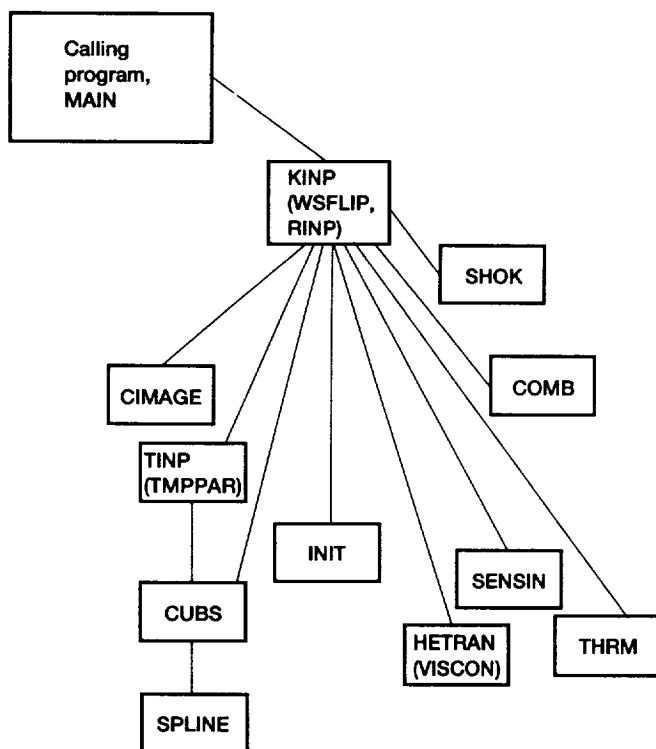 Calling
program,
MAIN
KINP
(WSFLIP,
RINP)
SHOK
CIMAGE
COMB
TINP
(TMPPAR)
INIT
SENSIN
CUBS
HETRAN
(VISCON)
THRM
SPLINE